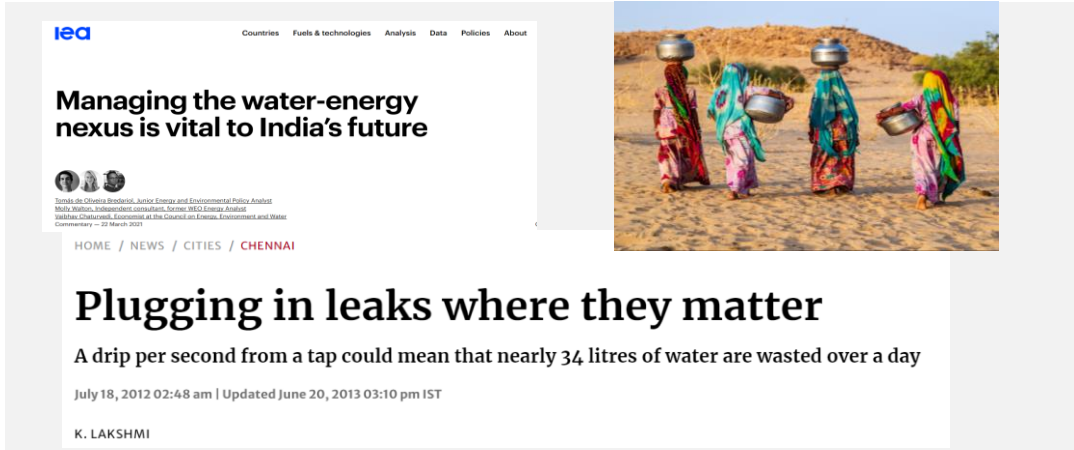 iea
Countries Fuels & technologies Analysis Data Policies About
Managing the water-energy
nexus is vital to India's future
Tomás de Oliveira Bredariol, Junior Energy and Environmental Policy Analyst
Molly Walton, Independent consultant, former WEO Energy Analyst
Vaibhav Chaturvedi, Economist at the Council on Energy, Environment and Water
Commentary — 22 March 2021
HOME / NEWS / CITIES / CHENNAI
Plugging in leaks where they matter
A drip per second from a tap could mean that nearly 34 litres of water are wasted over a day
July 18, 2012 02:48 am | Updated June 20, 2013 03:10 pm IST
K. LAKSHMI